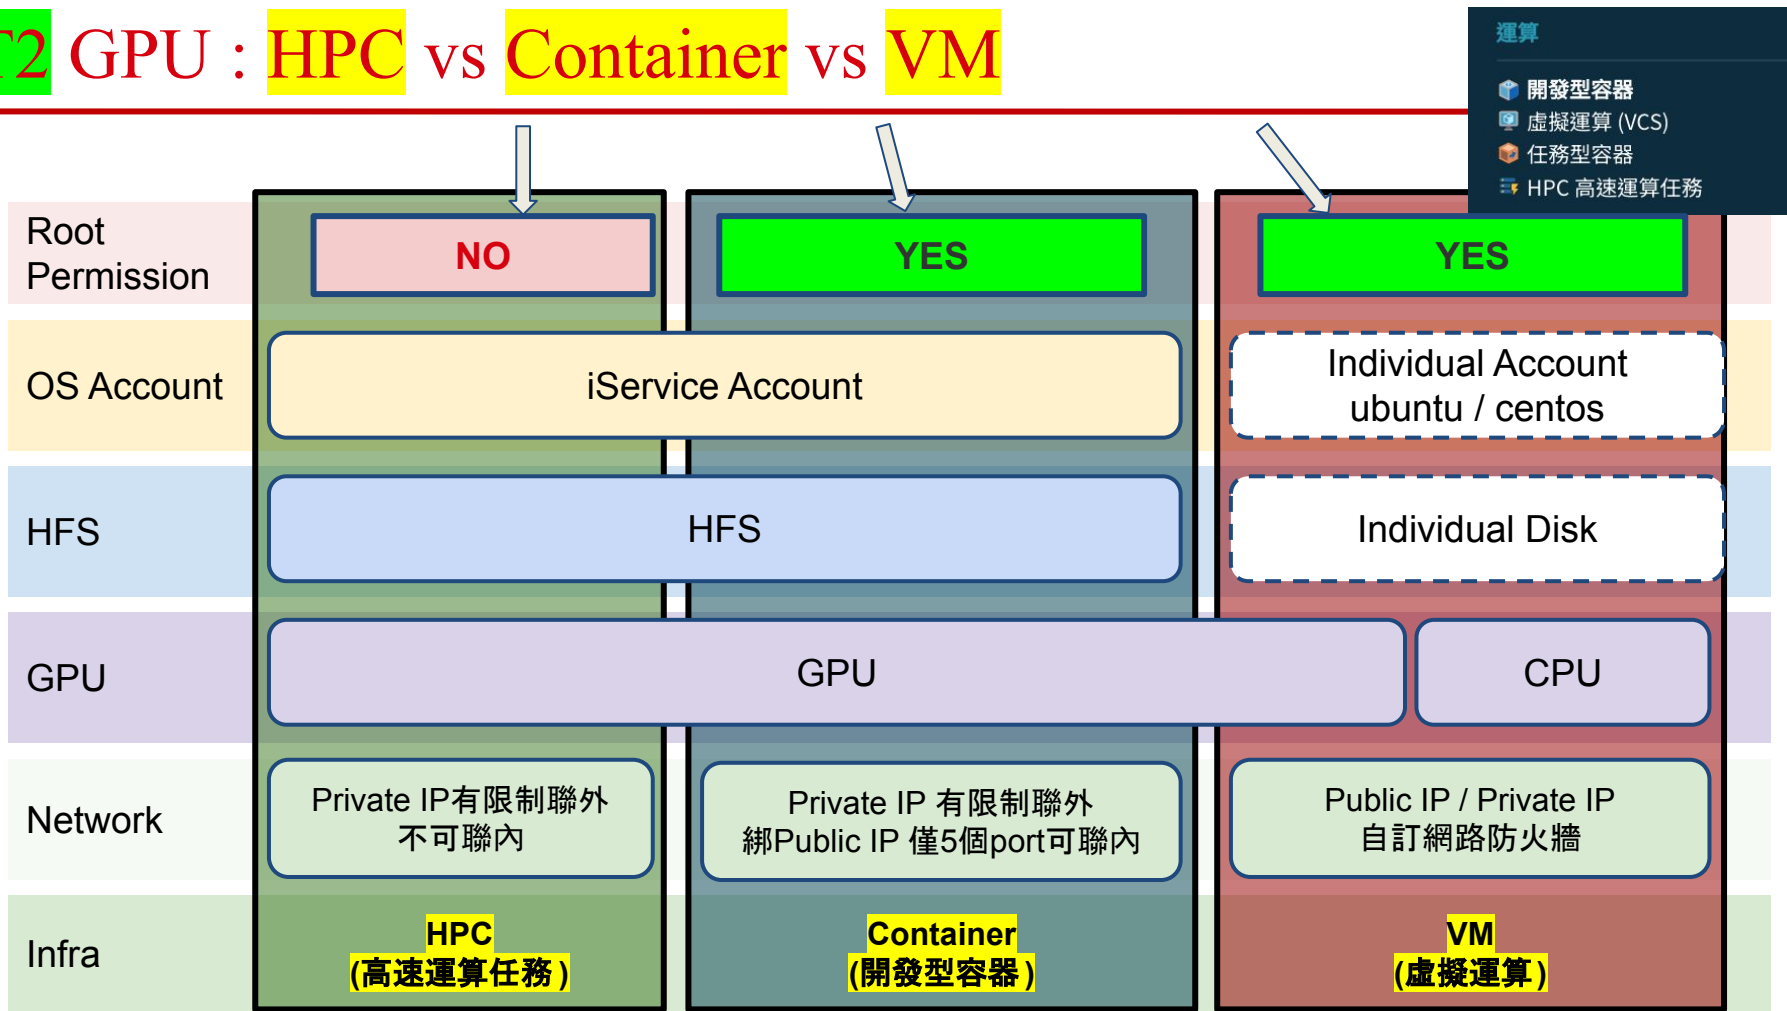 T2 GPU : HPC vs Container vs VM
運算
開發型容器
虛擬運算 (VCS)
任務型容器
HPC 高速運算任務
Root
Permission
NO
YES
YES
OS Account
iService Account
Individual Account
ubuntu / centos
HFS
HFS
Individual Disk
GPU
GPU
CPU
Network
Private IP有限制聯外
不可聯內
Private IP 有限制聯外
綁Public IP 僅5個port可聯內
Public IP / Private IP
自訂網路防火牆
Infra
HPC
(高速運算任務)
Container
(開發型容器)
VM
(虛擬運算)